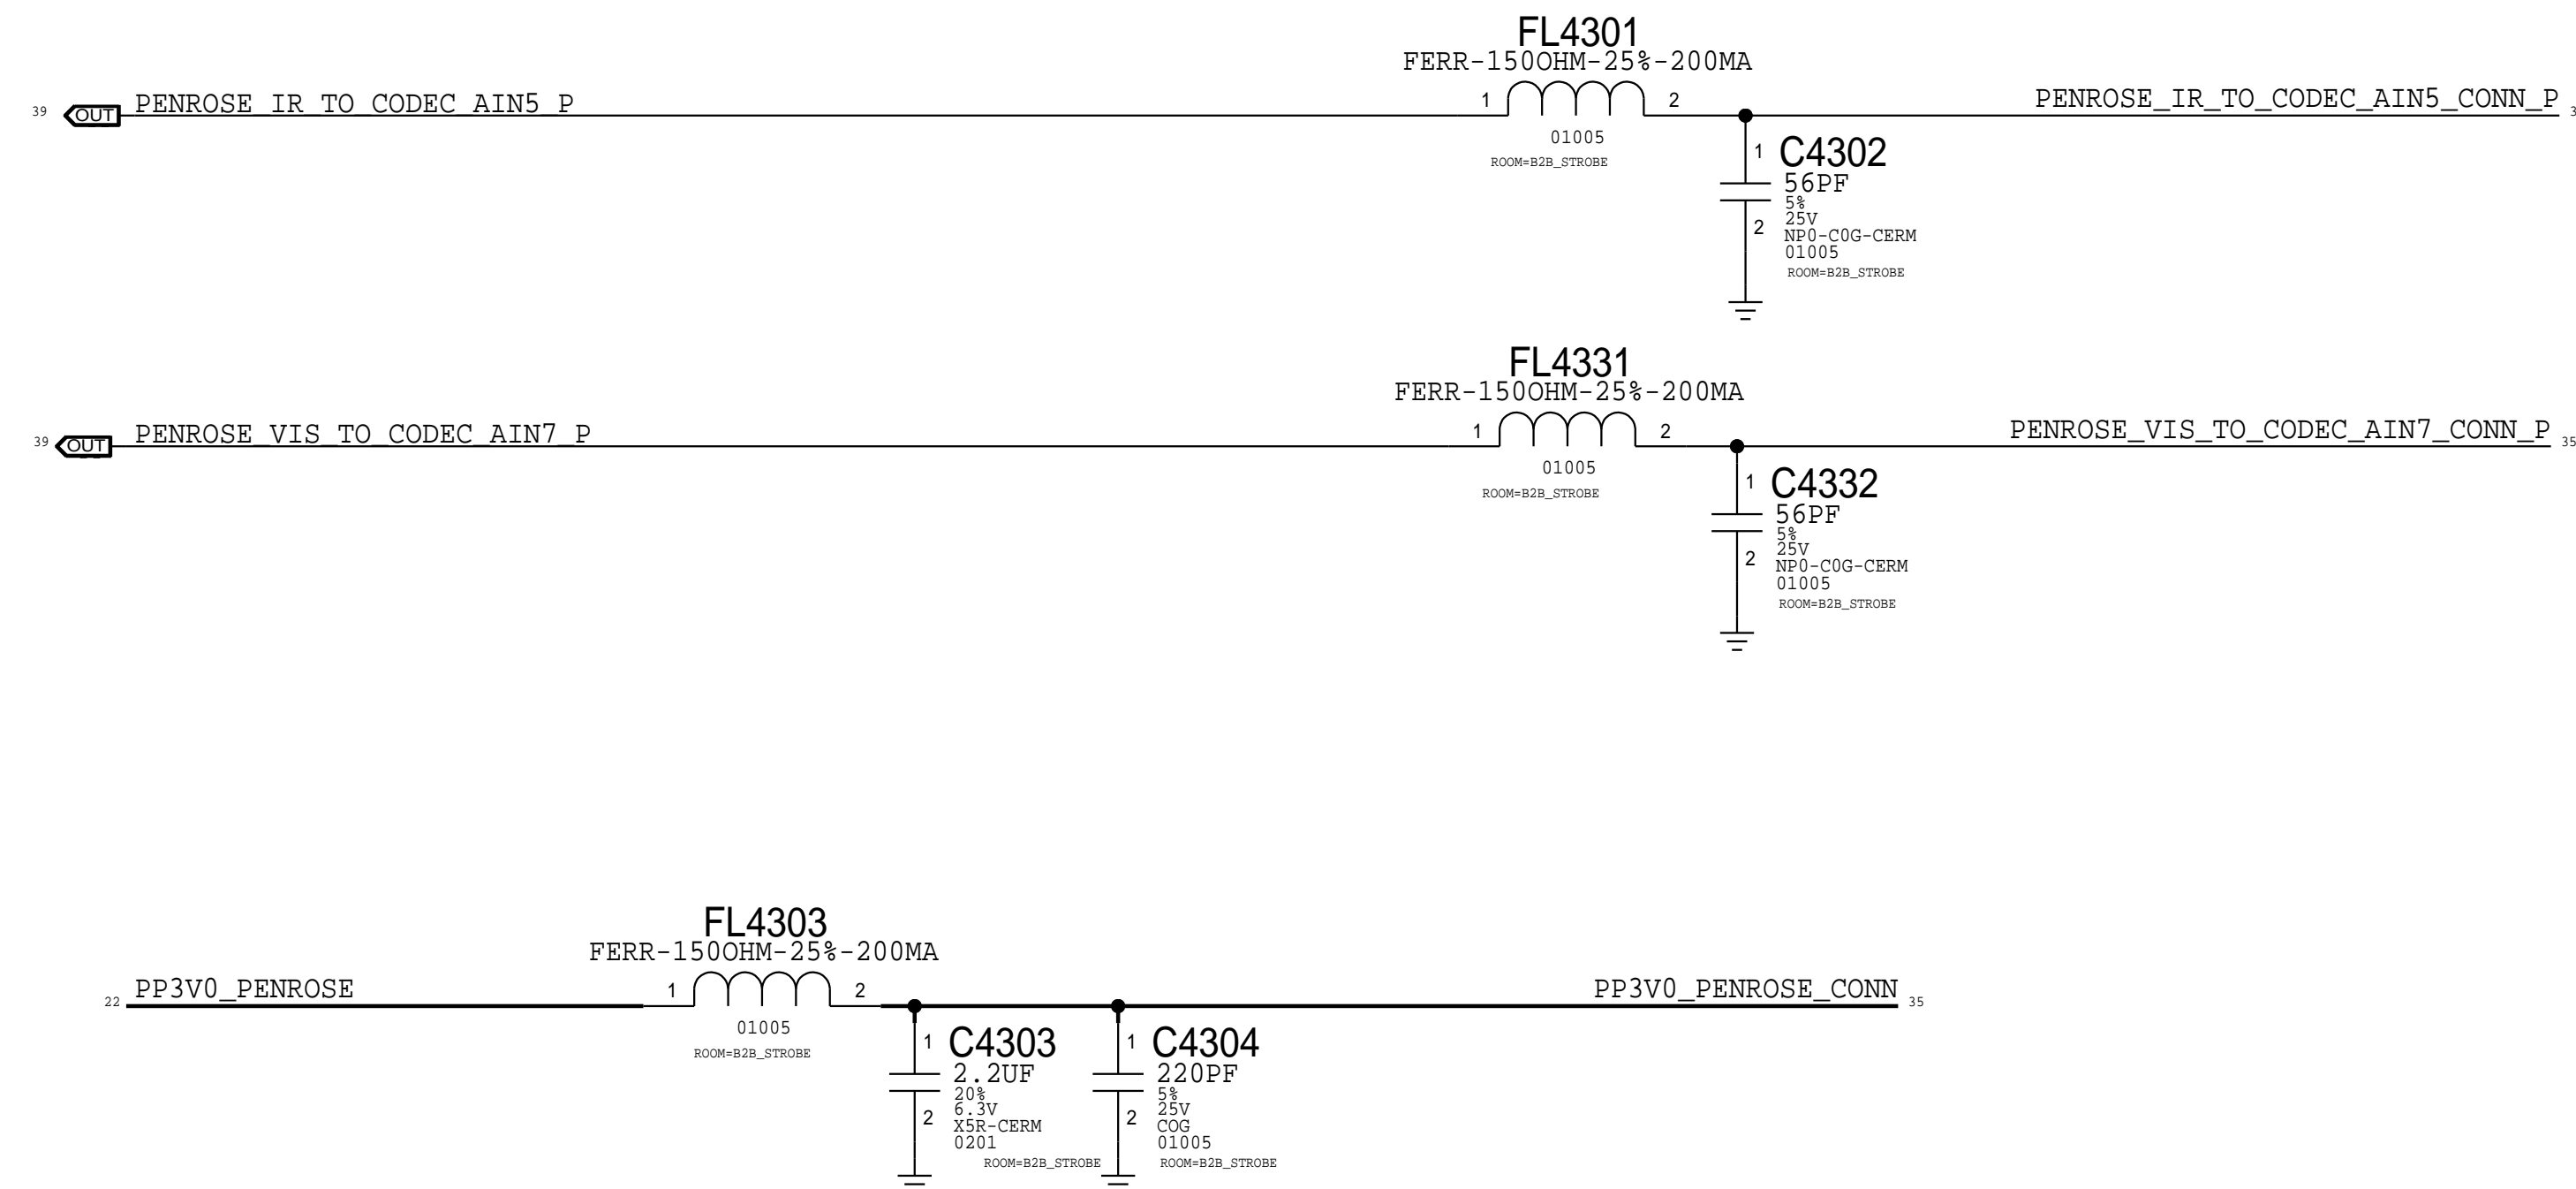 FL4301
FERR-150OHM-25%-200MA
39 OUT PENROSE_IR_TO_CODEC_AIN5_P 1 2 PENROSE_IR_TO_CODEC_AIN5_CONN_P
01005
ROOM=B2B_STROBE
1 C4302
56PF
5%
25V
2 NP0-C0G-CERM
01005
ROOM=B2B_STROBE
FL4331
FERR-150OHM-25%-200MA
39 OUT PENROSE_VIS_TO_CODEC_AIN7_P 1 2 PENROSE_VIS_TO_CODEC_AIN7_CONN_P 35
01005
ROOM=B2B_STROBE
1 C4332
56PF
5%
25V
2 NP0-C0G-CERM
01005
ROOM=B2B_STROBE
FL4303
FERR-150OHM-25%-200MA
22 PP3V0_PENROSE 1 2 PP3V0_PENROSE_CONN 35
01005
ROOM=B2B_STROBE
1 C4303
2.2UF
20%
6.3V
2 X5R-CERM
0201
ROOM=B2B_STROBE
1 C4304
220PF
5%
25V
2 COG
01005
ROOM=B2B_STROBE